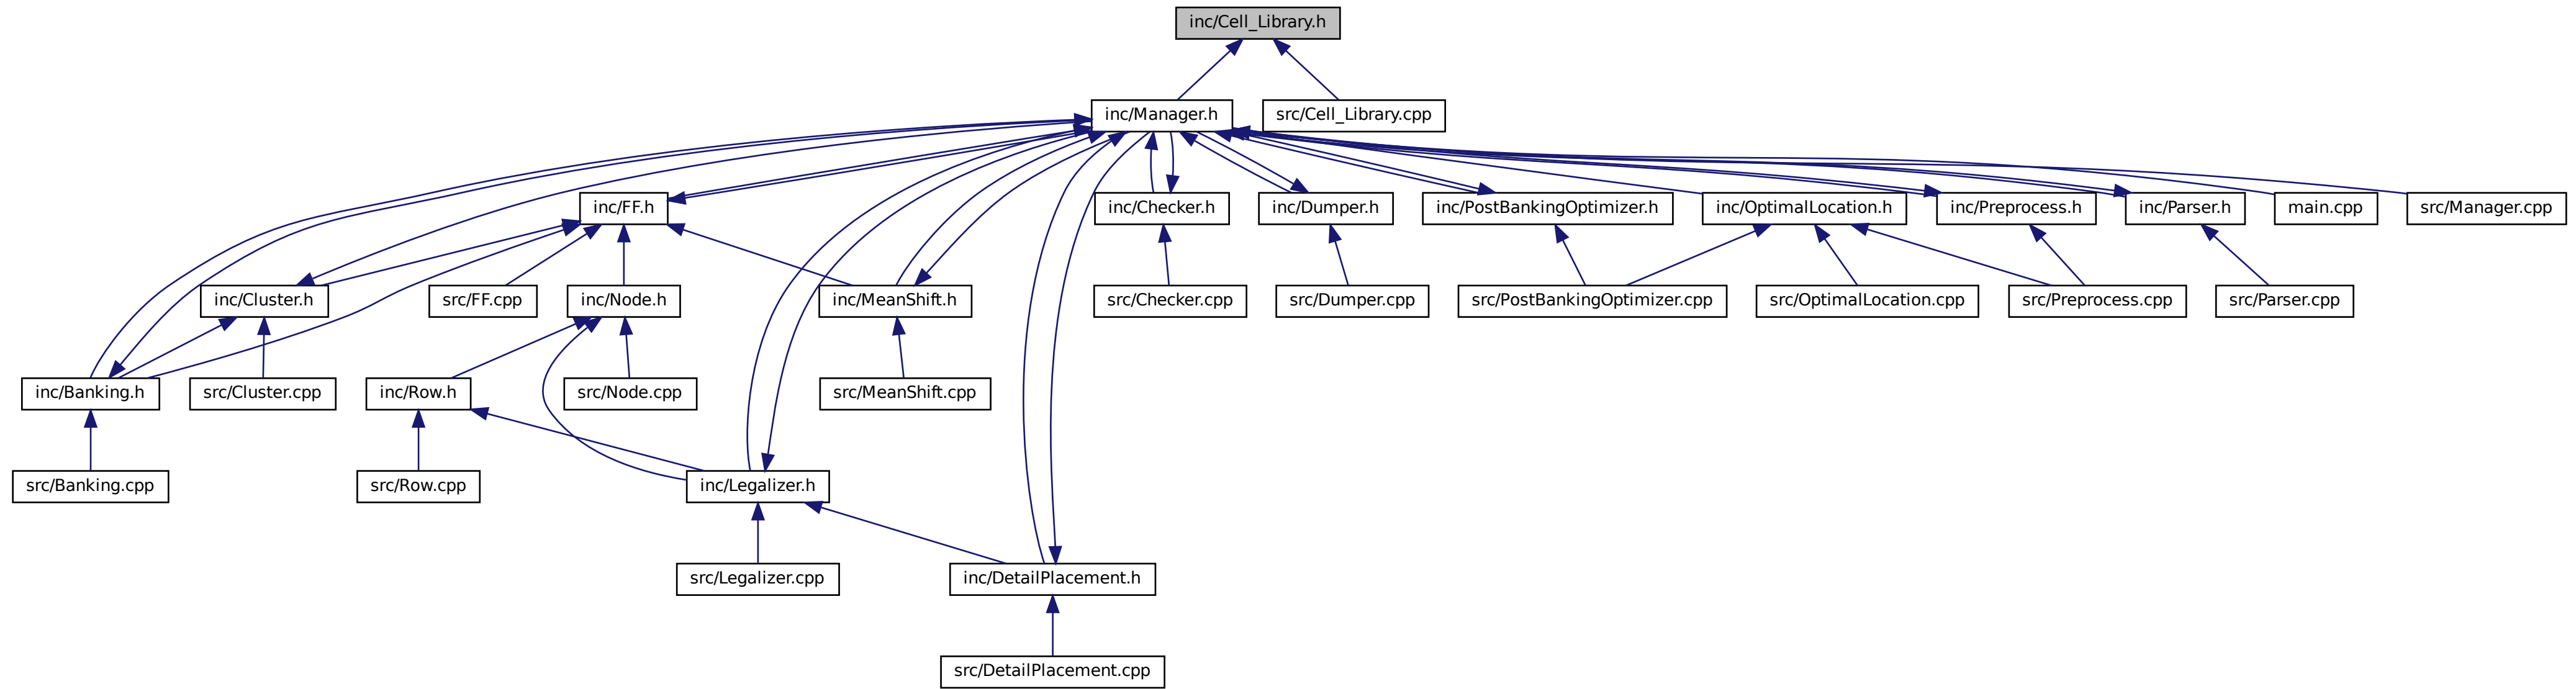 inc/Cell_Library.h
inc/Manager.h
src/Cell_Library.cpp
inc/FF.h
inc/Checker.h
inc/Dumper.h
inc/PostBankingOptimizer.h
inc/OptimalLocation.h
inc/Preprocess.h
inc/Parser.h
main.cpp
src/Manager.cpp
inc/Cluster.h
src/FF.cpp
inc/Node.h
inc/MeanShift.h
src/Checker.cpp
src/Dumper.cpp
src/PostBankingOptimizer.cpp
src/OptimalLocation.cpp
src/Preprocess.cpp
src/Parser.cpp
inc/Banking.h
src/Cluster.cpp
inc/Row.h
src/Node.cpp
src/MeanShift.cpp
src/Banking.cpp
src/Row.cpp
inc/Legalizer.h
src/Legalizer.cpp
inc/DetailPlacement.h
src/DetailPlacement.cpp